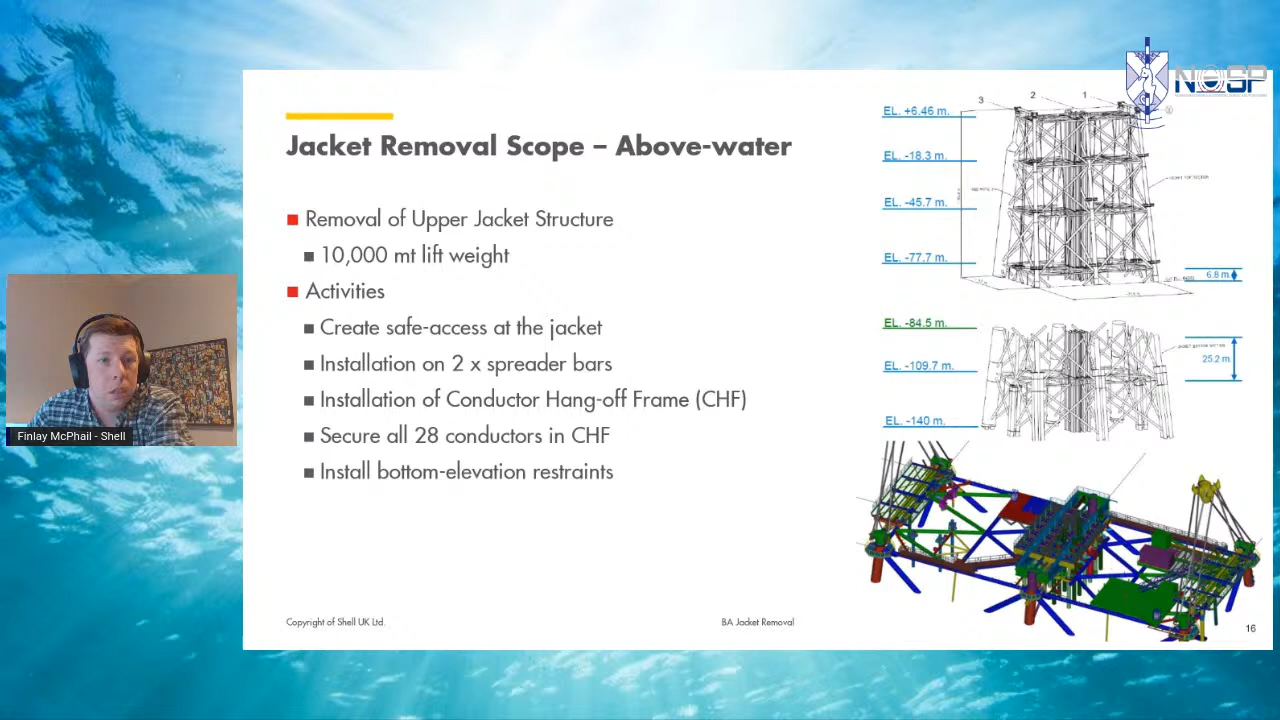 NOSP
Jacket Removal Scope – Above-water
Removal of Upper Jacket Structure
10,000 mt lift weight
Activities
Create safe-access at the jacket
Installation on 2 x spreader bars
Installation of Conductor Hang-off Frame (CHF)
Secure all 28 conductors in CHF
Install bottom-elevation restraints
3 2 1
EL. +6.46 m.
EL. -18.3 m.
EL. -45.7 m.
EL. -77.7 m.
6.8 m.
EL. -84.5 m.
EL. -109.7 m.
25.2 m.
EL. -140 m.
Finlay McPhail - Shell
Copyright of Shell UK Ltd.
BA Jacket Removal
16